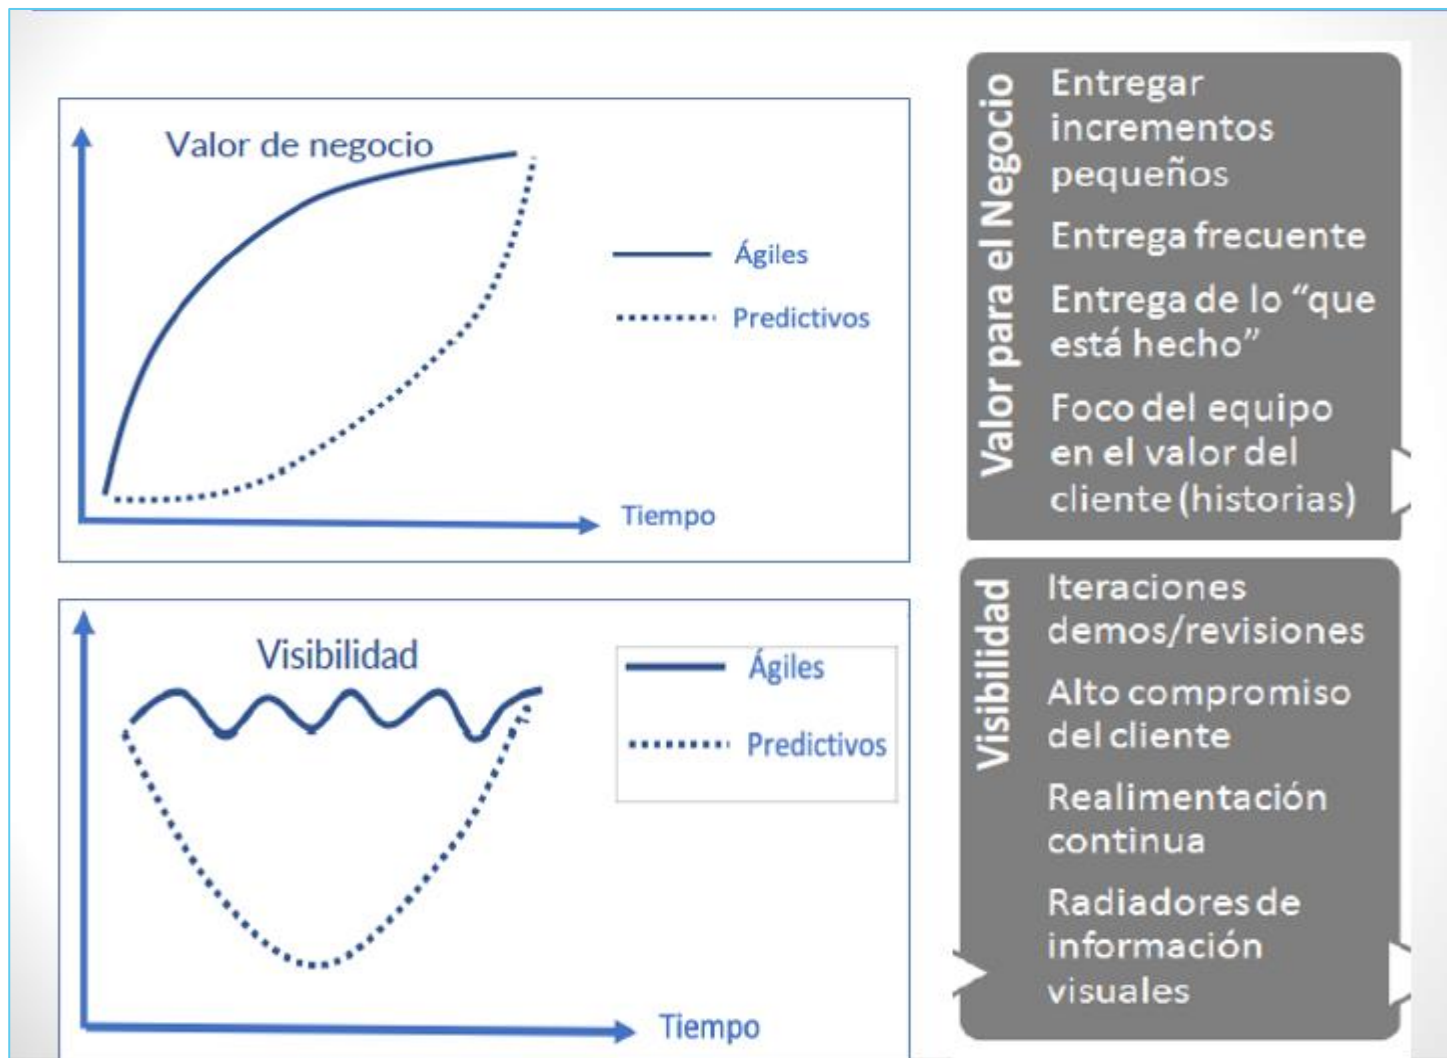 Valor de negocio
Ágiles
Predictivos
Tiempo
Valor para el Negocio
Entregar
incrementos
pequeños
Entrega frecuente
Entrega de lo “que
está hecho”
Foco del equipo
en el valor del
cliente (historias)
Visibilidad
Ágiles
Predictivos
Tiempo
Visibilidad
Iteraciones
demos/revisiones
Alto compromiso
del cliente
Realimentación
continua
Radiadores de
información
visuales